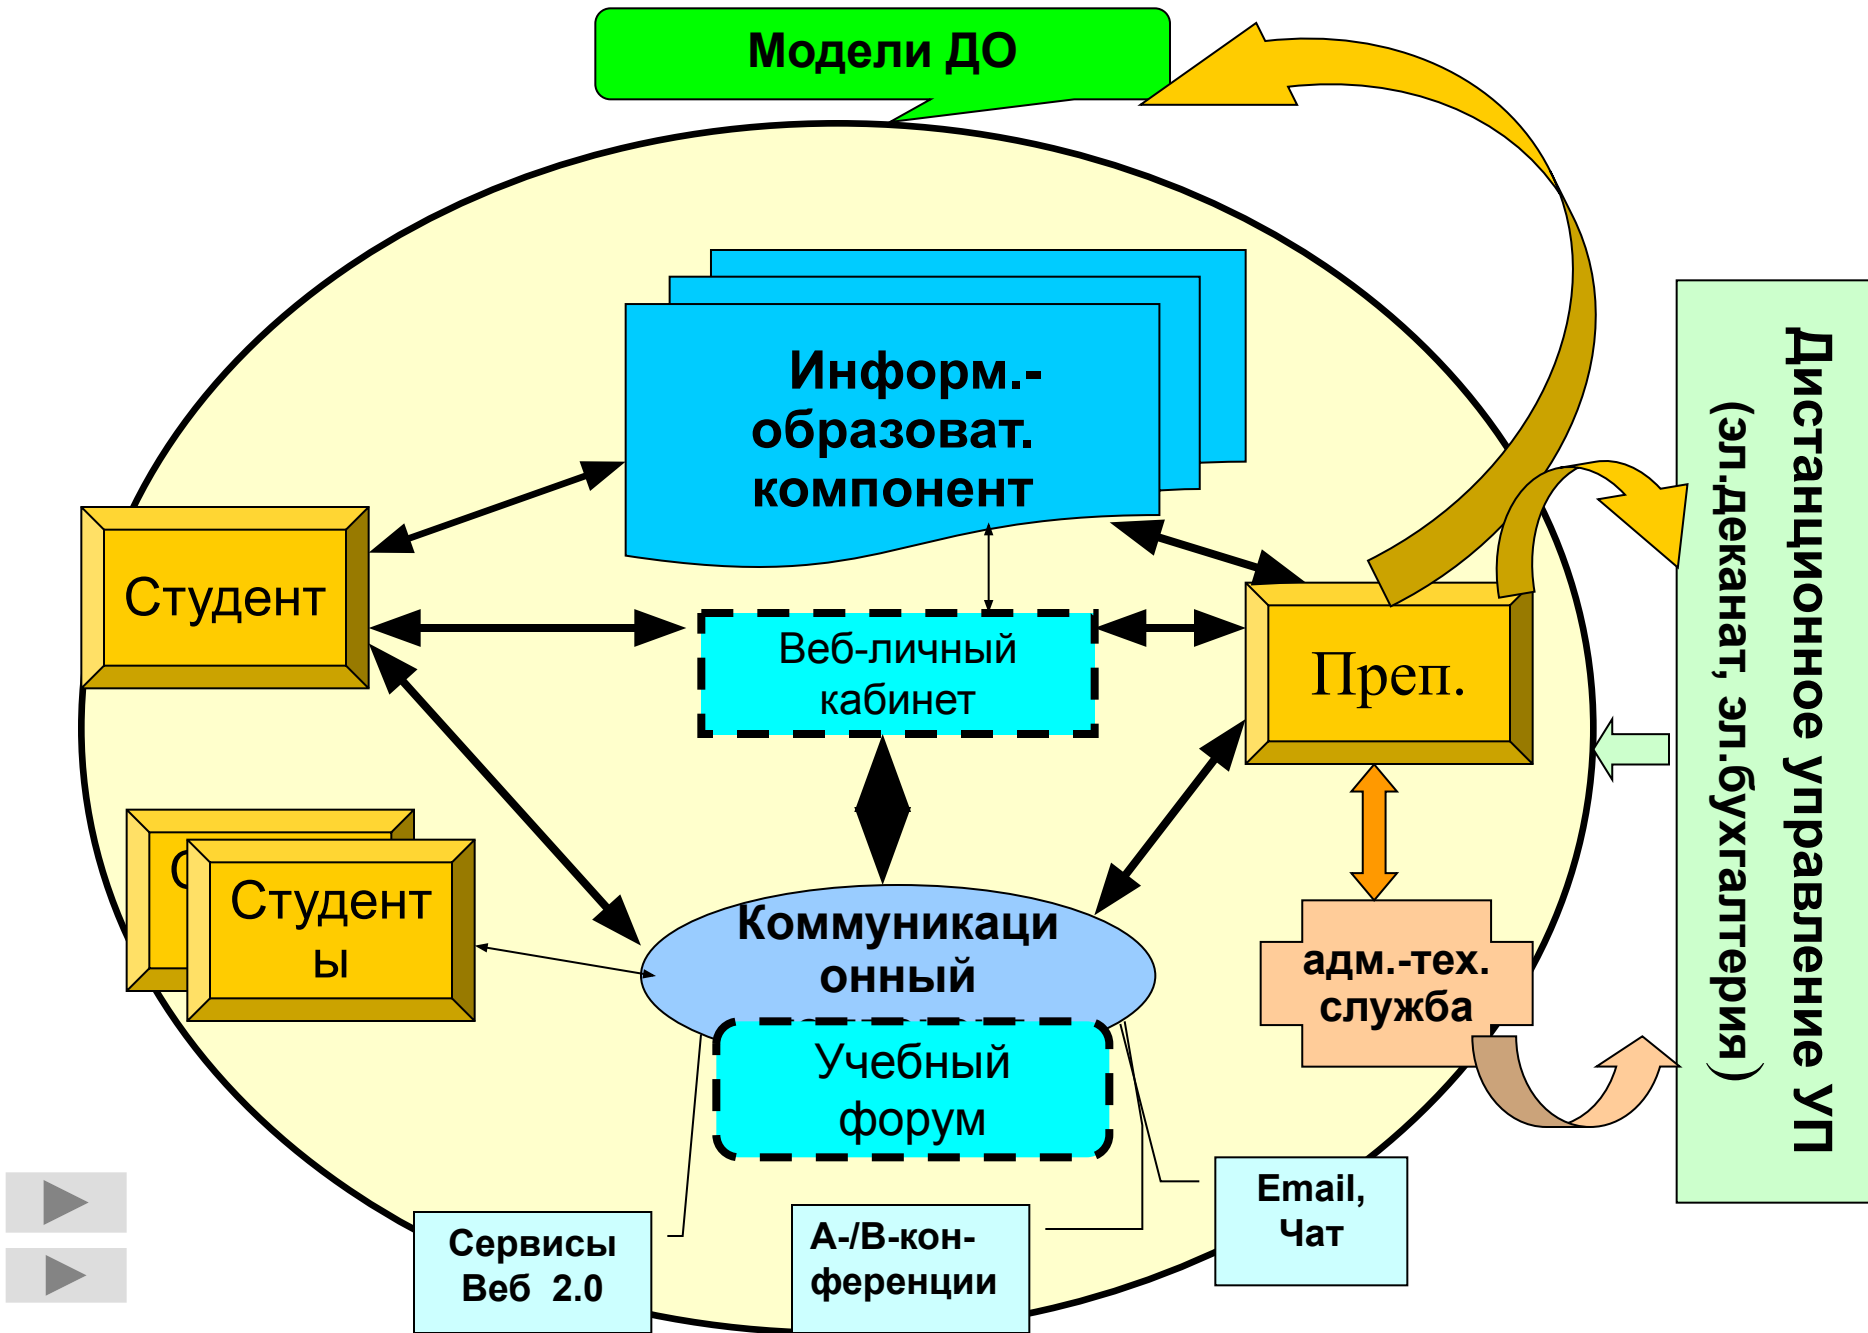 Модели ДО
Информ.-
образоват.
компонент
Студент
Веб-личный
кабинет
Преп.
Дистанционное управление УП
(эл.деканат, эл.бухгалтерия)
Студент
ы
Коммуникаци
онный
адм.-тех.
служба
Учебный
форум
Email,
Чат
Сервисы
Веб 2.0
А-/В-кон-
ференции